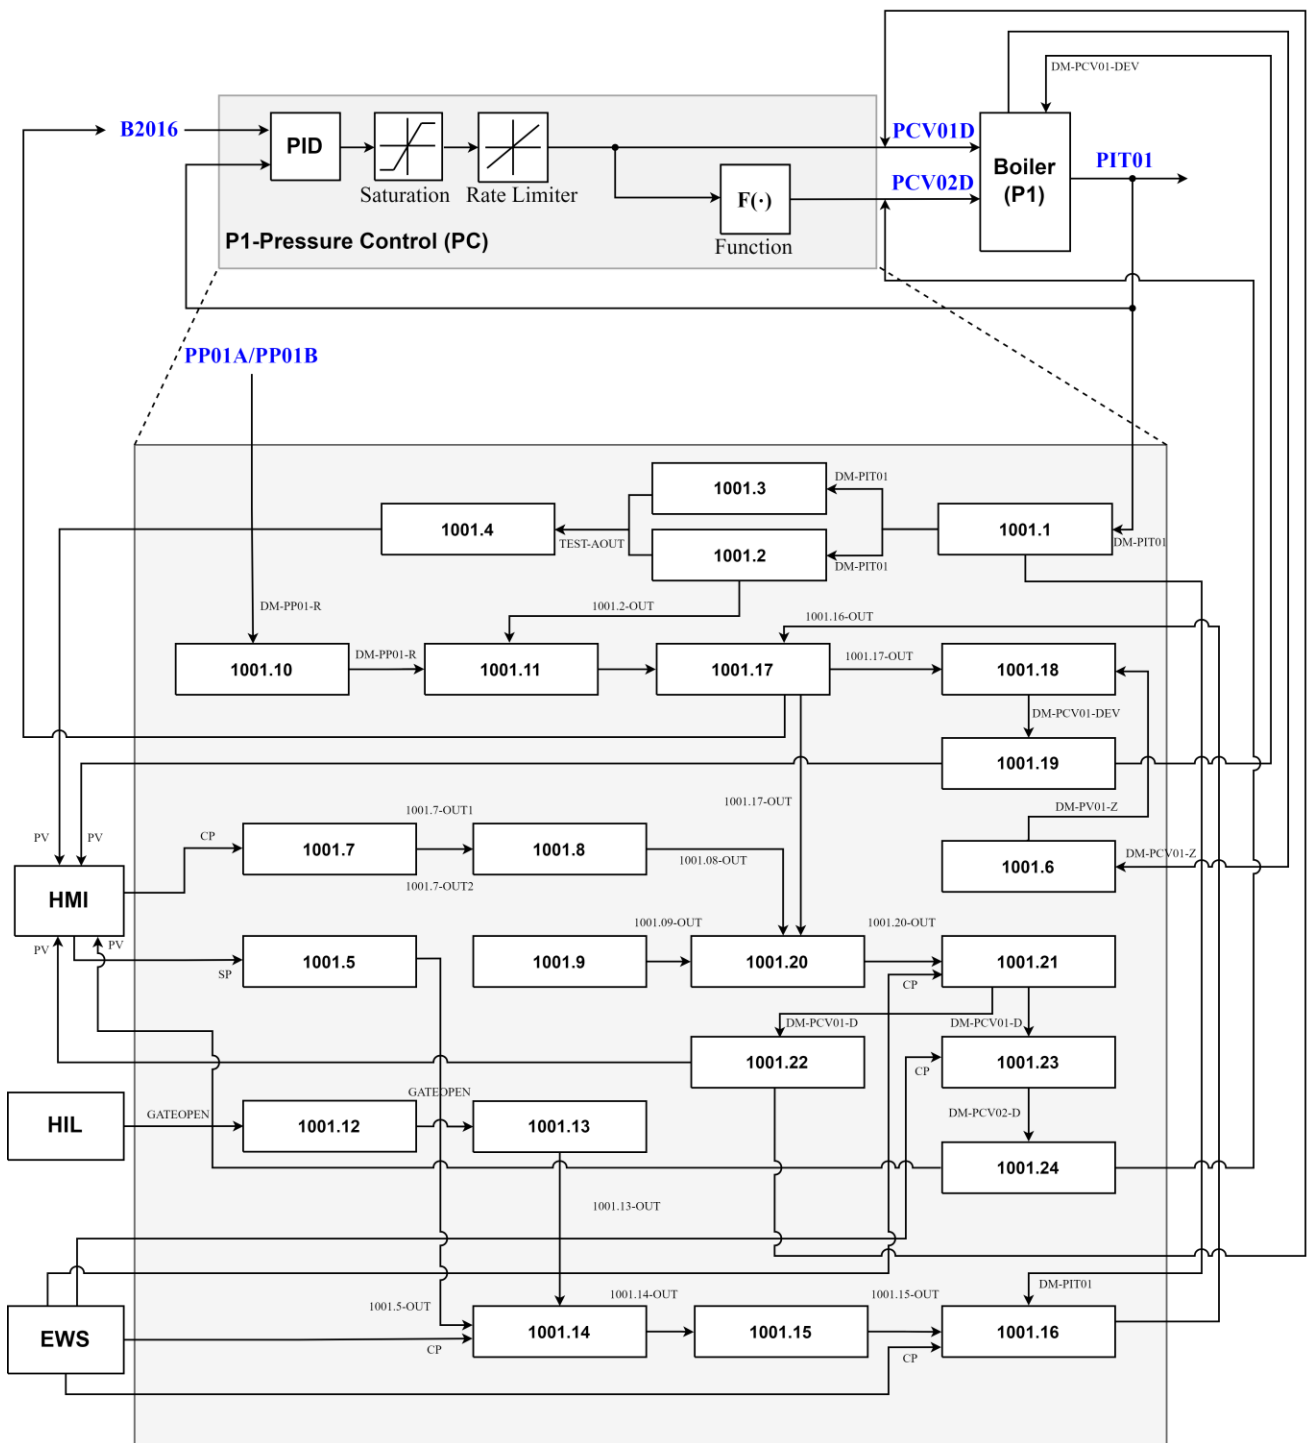 DM-PCV01-DEV
B2016
PID
PCV01D
Boiler
(P1)
PIT01
Saturation
Rate Limiter
PCV02D
F(·)
P1-Pressure Control (PC)
Function
PP01A/PP01B
1001.3
DM-PIT01
1001.4
TEST-AOUT
1001.2
DM-PIT01
1001.1
DM-PIT01
DM-PP01-R
1001.2-OUT
1001.16-OUT
1001.10
DM-PP01-R
1001.11
1001.17
1001.17-OUT
1001.18
DM-PCV01-DEV
1001.19
1001.17-OUT
DM-PV01-Z
1001.7-OUT1
PV
PV
CP
1001.7
1001.8
1001.08-OUT
DM-PCV01-Z
1001.6
1001.7-OUT2
HMI
1001.09-OUT
1001.20-OUT
PV
PV
SP
1001.5
1001.9
1001.20
CP
1001.21
DM-PCV01-D
DM-PCV01-D
1001.22
CP
1001.23
GATEOPEN
HIL
GATEOPEN
1001.12
1001.13
DM-PCV02-D
1001.24
1001.13-OUT
DM-PIT01
1001.5-OUT
1001.14-OUT
1001.15-OUT
EWS
CP
1001.14
1001.15
CP
1001.16